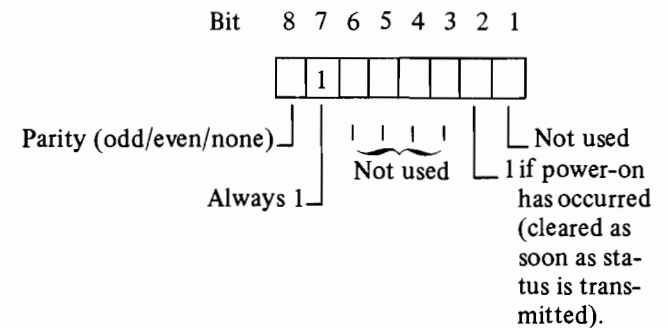 Bit 8 7 6 5 4 3 2 1
1
Parity (odd/even/none)
Not used
Not used
Always 1
1 if power-on
has occurred
(cleared as
soon as sta-
tus is trans-
mitted).